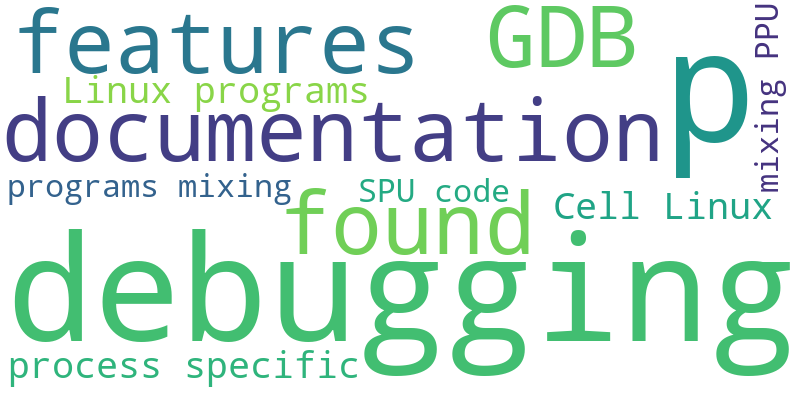 features
GDB
mixing PPU
Linux programs
p
documentation
programs mixing
SPU code
found
Cell Linux
debugging
process specific